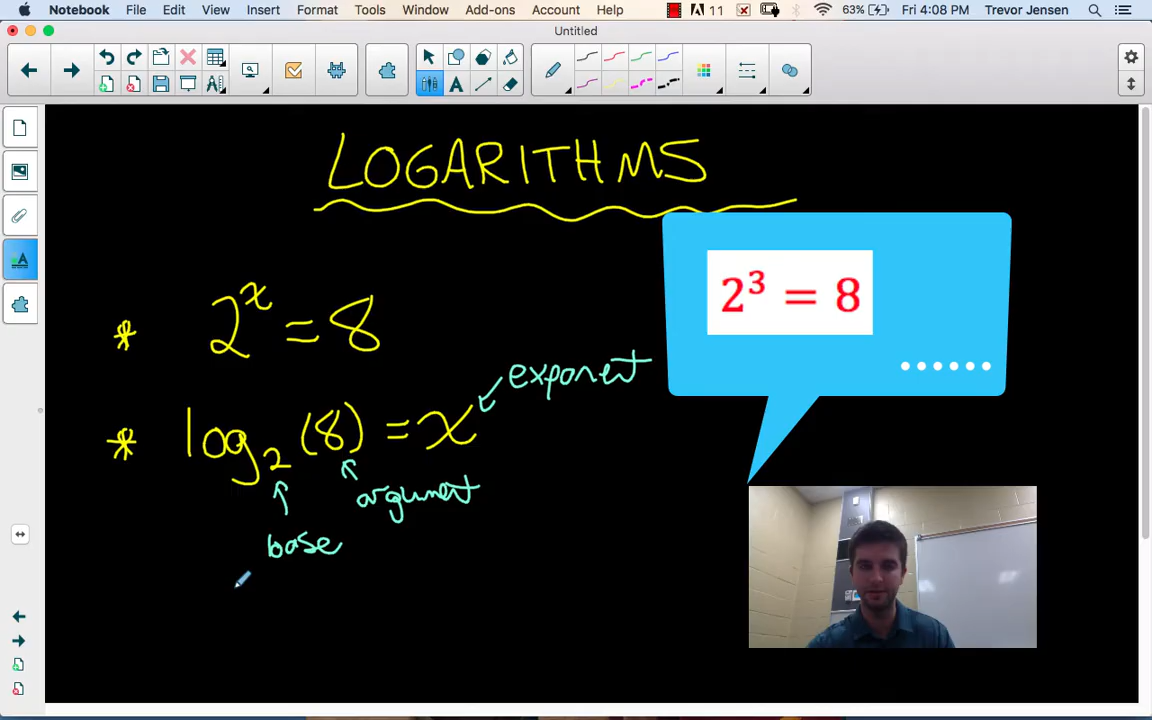 Notebook File Edit View Insert Format Tools Window Add-ons Account Help 11 63% Fri 4:08 PM Trevor Jensen
Untitled
LOGARITHMS
2³ = 8
* 2ˣ = 8
exponent
* log₂ (8) = x
argument
base